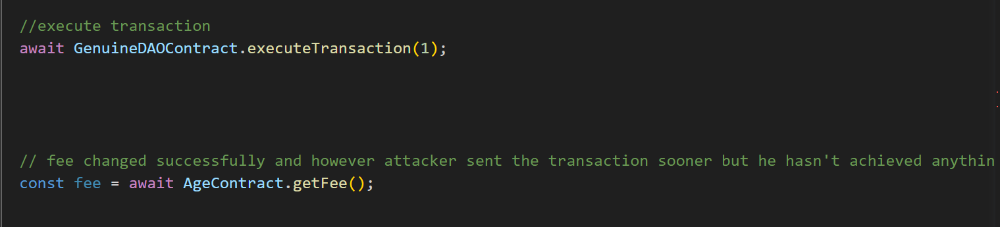 //execute transaction
await GenuineDAOContract.executeTransaction(1);
// fee changed successfully and however attacker sent the transaction sooner but he hasn't achieved anythin
const fee = await AgeContract.getFee();